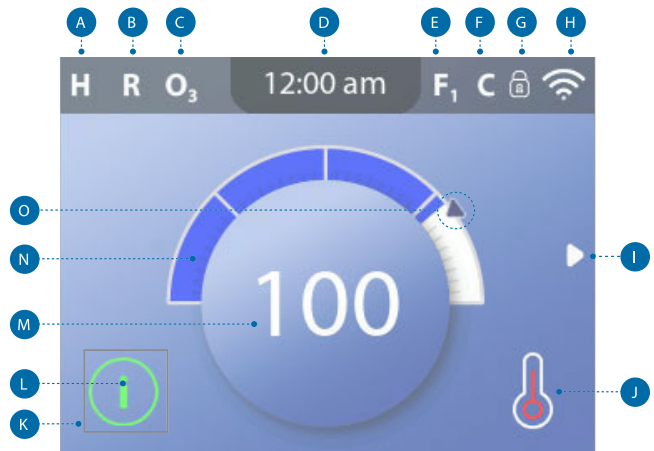 A B C D E F G H
H R O₃ 12:00 am F₁ C
O
N I
M 100
L i J
K